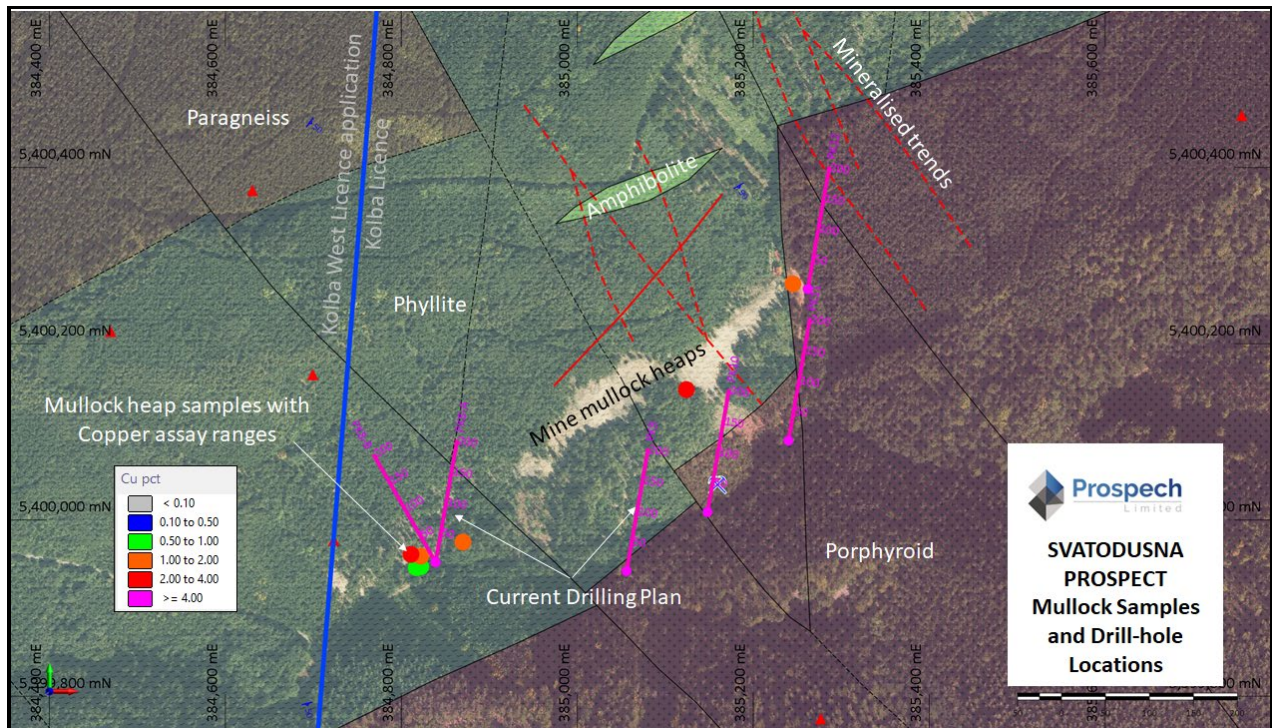 384,400 mE
384,600 mE
384,800 mE
385,000 mE
385,200 mE
385,400 mE
385,600 mE
Kolba West Licence application
Kolba Licence
Paragneiss
Mineralised trends
5,400,400 mN
5,400,400 mN
Amphibolite
Phyllite
5,400,200 mN
5,400,200 mN
Mine mullock heaps
Mullock heap samples with
Copper assay ranges
Cu pct
< 0.10
0.10 to 0.50
0.50 to 1.00
1.00 to 2.00
2.00 to 4.00
>= 4.00
5,400,000 mN
5,400,000 mN
Current Drilling Plan
Porphyroid
Prospech
Limited
SVATODUSNA
PROSPECT
Mullock Samples
and Drill-hole
Locations
384,600 mE
384,800 mE
385,000 mE
385,200 mE
385,400 mE